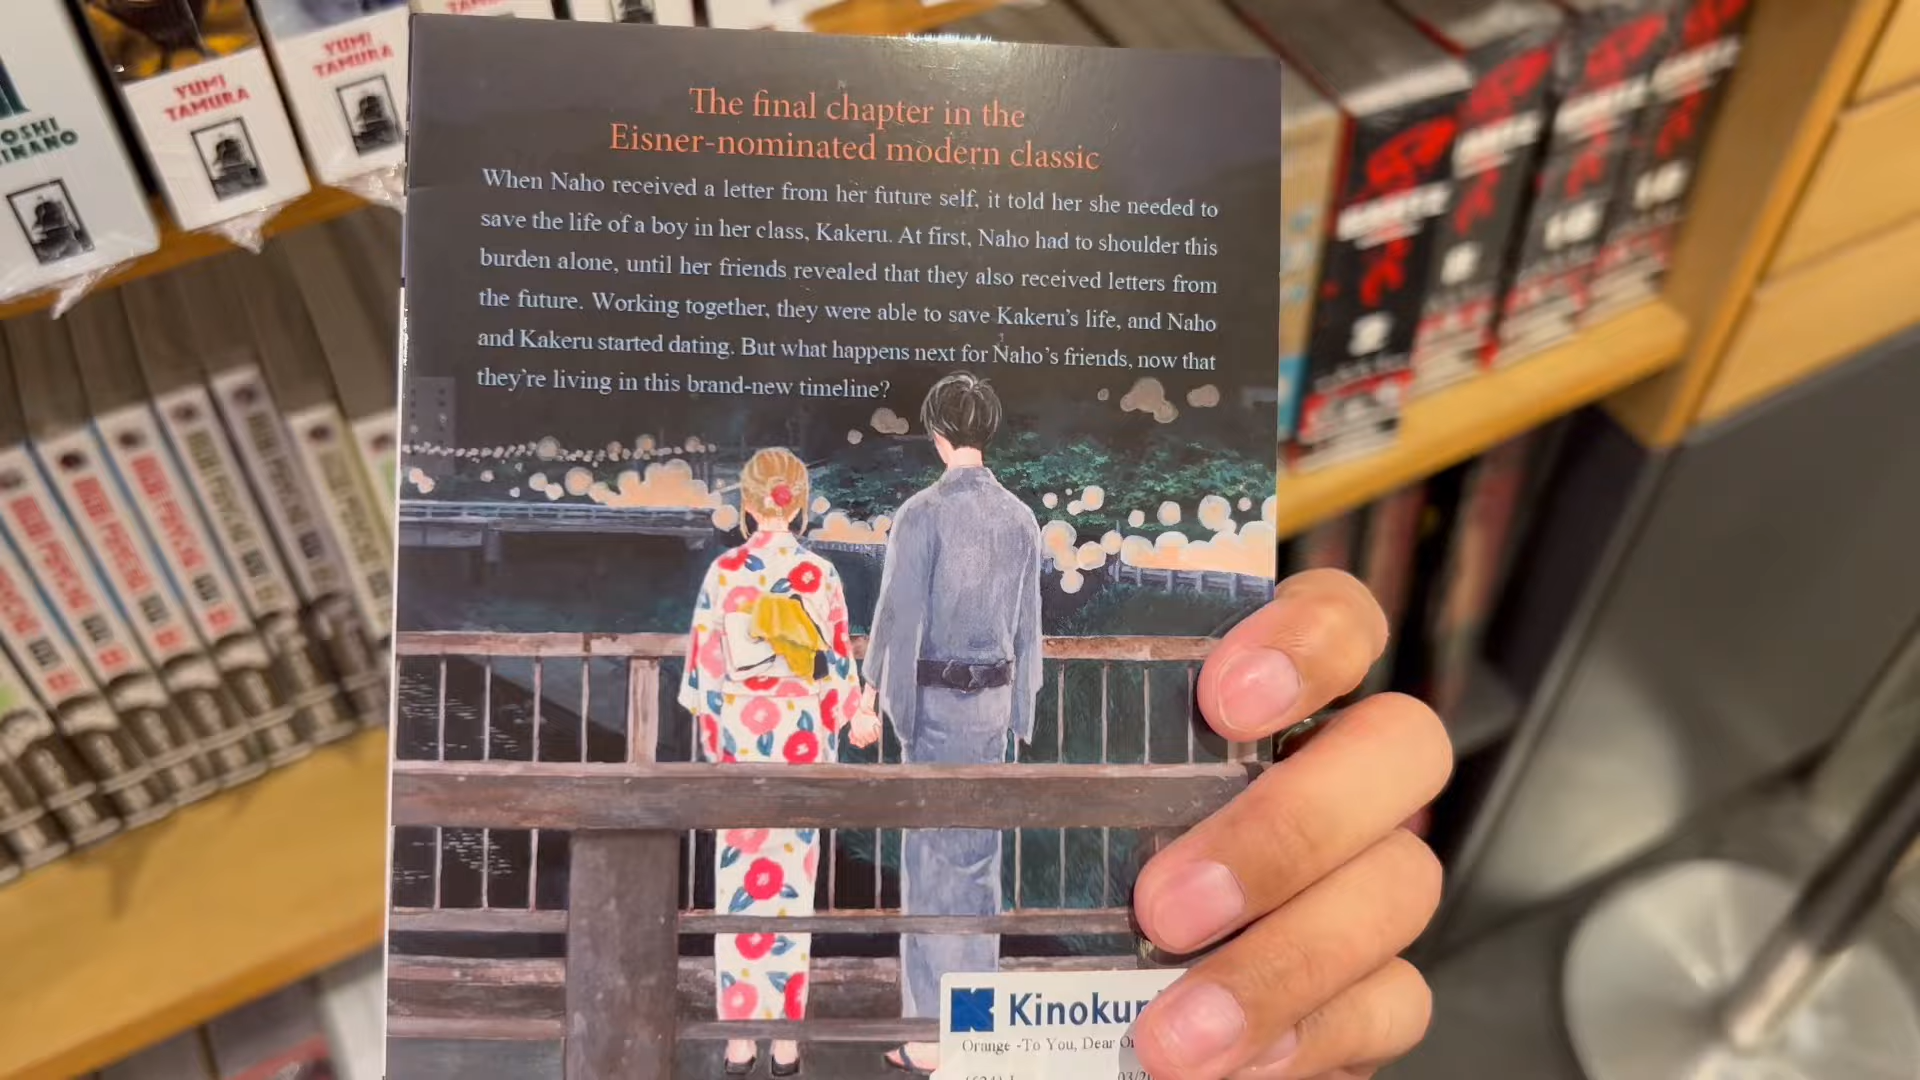 The final chapter in the
Eisner-nominated modern classic
When Naho received a letter from her future self, it told her she needed to
save the life of a boy in her class, Kakeru. At first, Naho had to shoulder this
burden alone, until her friends revealed that they also received letters from
the future. Working together, they were able to save Kakeru's life, and Naho
and Kakeru started dating. But what happens next for Naho's friends, now that
they're living in this brand-new timeline?
Orange -To You, Dear
YUMI
TAMURA
YUMI
TAMURA